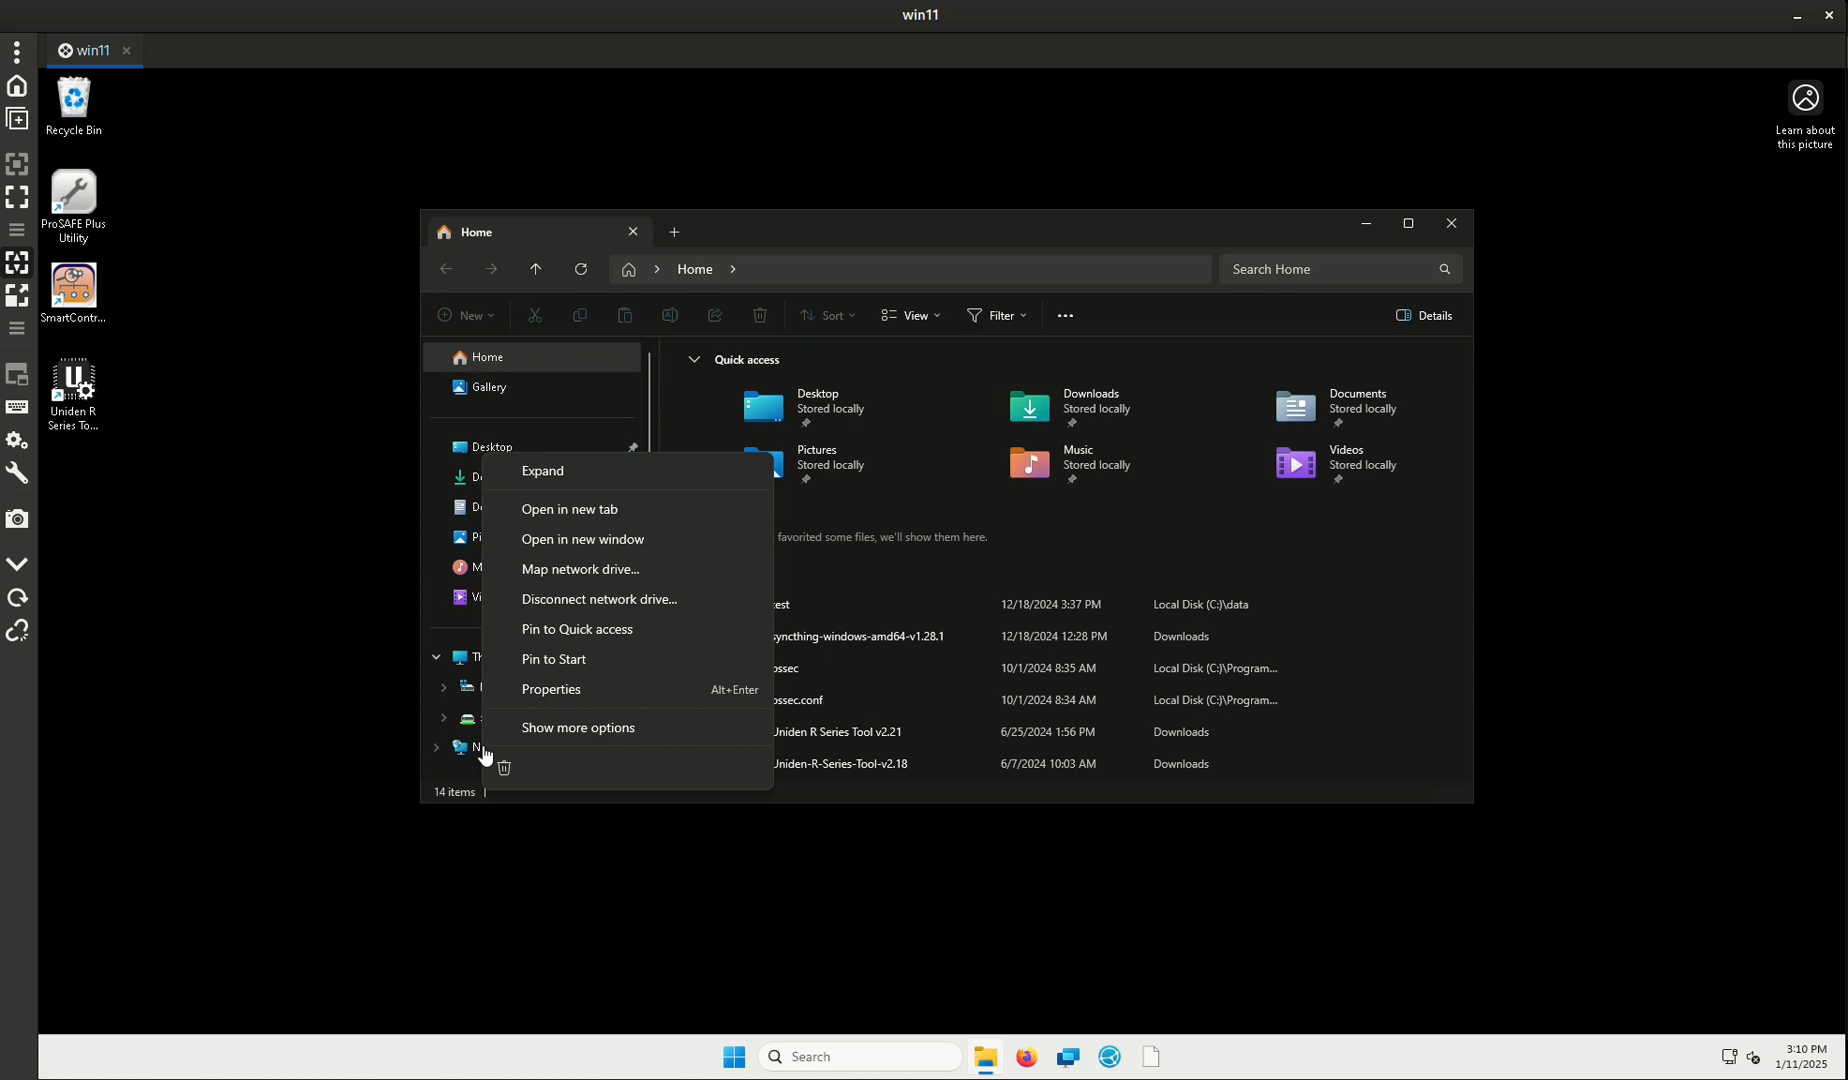 win11
win11
Recycle Bin
Learn about
this picture
ProSAFE Plus
Utility
SmartContr...
Uniden R
Series To...
Home
Home
Search Home
New
Sort
View
Filter
Details
Home
Gallery
Quick access
Desktop
Stored locally
Downloads
Stored locally
Documents
Stored locally
Pictures
Stored locally
Music
Stored locally
Videos
Stored locally
Desktop
Expand
Open in new tab
Open in new window
Map network drive...
Disconnect network drive...
Pin to Quick access
Pin to Start
Properties Alt+Enter
Show more options
favorited some files, we'll show them here.
12/18/2024 3:37 PM Local Disk (C:)\data
syncthing-windows-amd64-v1.28.1 12/18/2024 12:28 PM Downloads
ossec 10/1/2024 8:35 AM Local Disk (C:)\Program...
ossec.conf 10/1/2024 8:34 AM Local Disk (C:)\Program...
Uniden R Series Tool v2.21 6/25/2024 1:56 PM Downloads
Uniden-R-Series-Tool-v2.18 6/7/2024 10:03 AM Downloads
14 items
Search
3:10 PM
1/11/2025